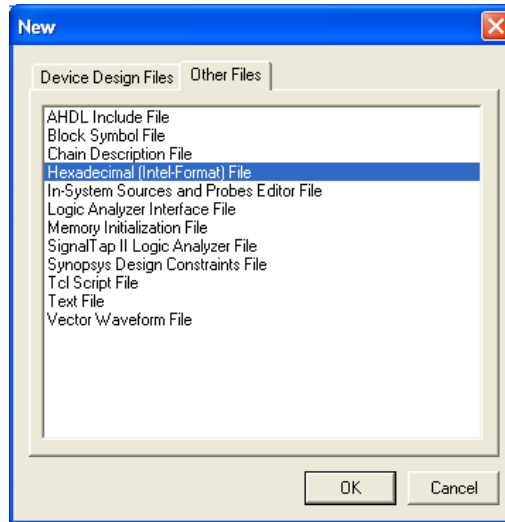 New
Device Design Files Other Files
AHDL Include File
Block Symbol File
Chain Description File
Hexadecimal (Intel-Format) File
In-System Sources and Probes Editor File
Logic Analyzer Interface File
Memory Initialization File
SignalTap II Logic Analyzer File
Synopsys Design Constraints File
Tcl Script File
Text File
Vector Waveform File
OK Cancel